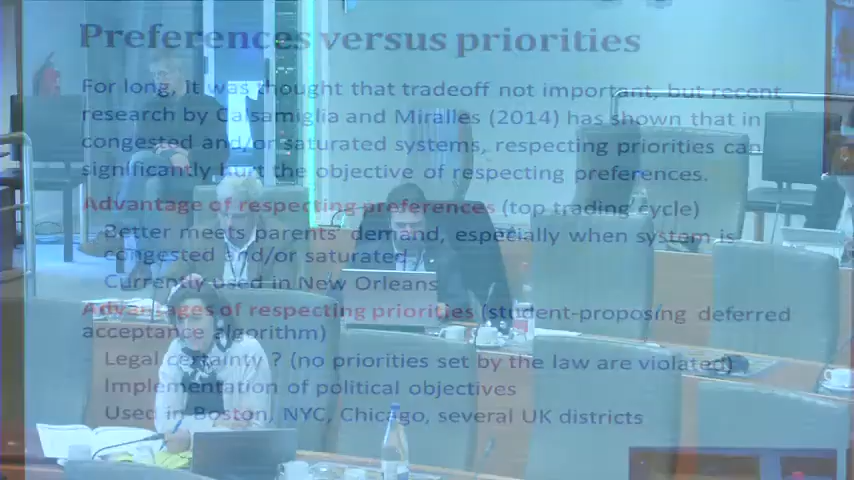 Preferences versus priorities
For long, it was thought that tradeoff not important, but recent
research by Calsamiglia and Miralles (2014) has shown that in
congested and/or saturated systems, respecting priorities can
significantly hurt the objective of respecting preferences.
Advantage of respecting preferences (top trading cycle)
Better meets parents' demand, especially when system is
congested and/or saturated
Currently used in New Orleans
Advantages of respecting priorities (student-proposing deferred
acceptance algorithm)
Legal certainty ? (no priorities set by the law are violated)
Implementation of political objectives
Used in Boston, NYC, Chicago, several UK districts